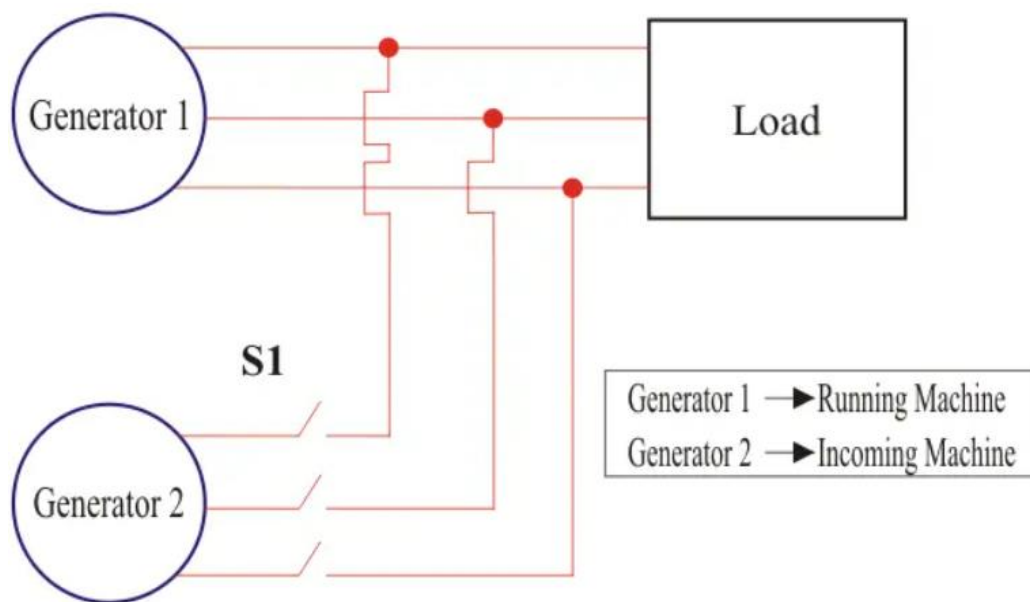 Generator 1
Load
S1
Generator 1 → Running Machine
Generator 2 → Incoming Machine
Generator 2